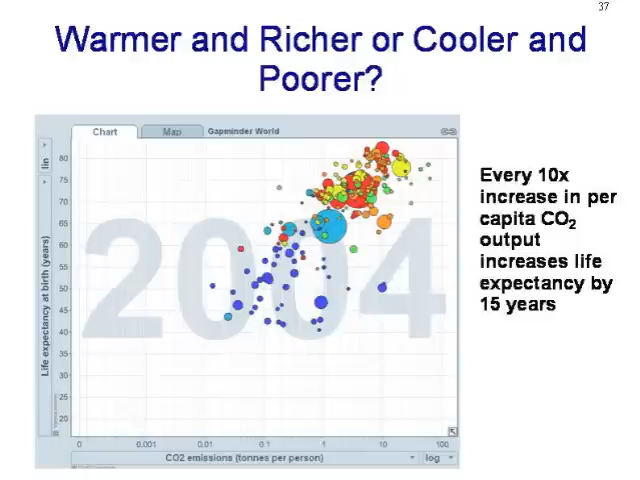 37
Warmer and Richer or Cooler and
Poorer?
Chart
Map
Gapminder World
Every 10x
increase in per
capita CO2
output
increases life
expectancy by
15 years
lin
Life expectancy at birth (years)
80
75
70
65
60
55
50
45
40
35
30
25
20
2004
0 0.001 0.01 0.1 1 10 100
CO2 emissions (tonnes per person)
log